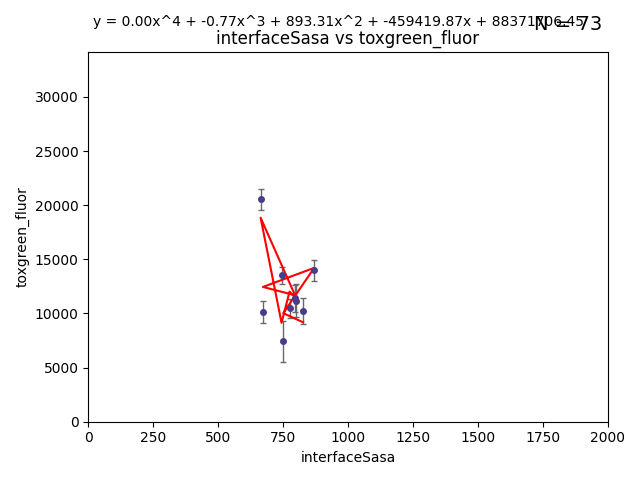 y = 0.00x^4 + -0.77x^3 + 893.31x^2 + -459419.87x + 88371706.45
N = 73
interfaceSasa vs toxgreen_fluor
30000
25000
20000
15000
10000
5000
0
toxgreen_fluor
0 250 500 750 1000 1250 1500 1750 2000
interfaceSasa